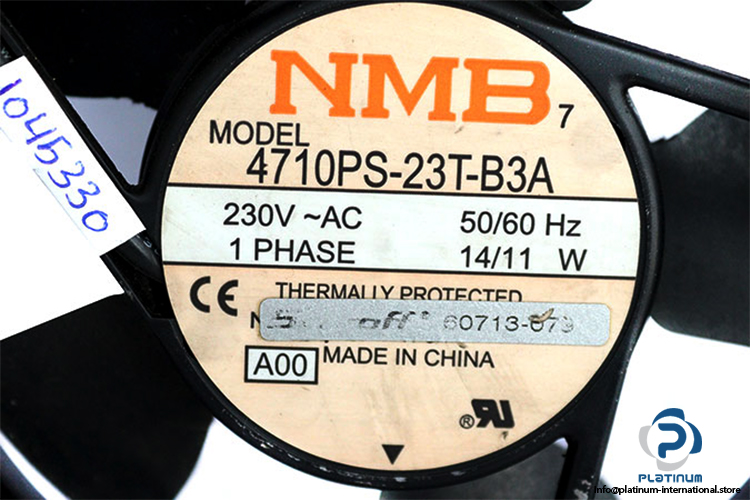 NMB 7
MODEL
4710PS-23T-B3A
230V ~AC 50/60 Hz
1 PHASE 14/11 W
CE THERMALLY PROTECTED
60713-079
A00 MADE IN CHINA
®
1045330
P
PLATINUM
info@platinum-international.store